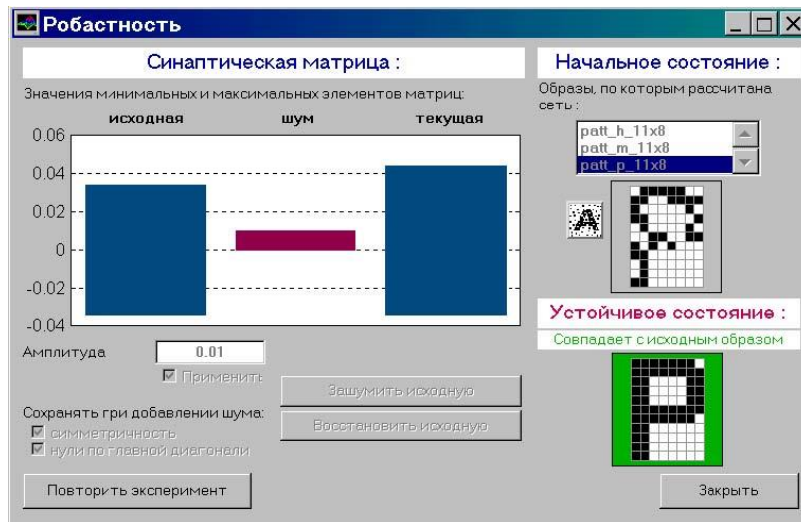 Робастность
Синаптическая матрица :
Значения минимальных и максимальных элементов матриц:
исходная шум текущая
0.06
0.04
0.02
0
-0.02
-0.04
Амплитуда 0.01
Применить
Сохранять при добавлении шума:
симметричность
нули по главной диагонали
Зашумить исходную
Восстановить исходную
Повторить эксперимент
Начальное состояние :
Образы, по которым рассчитана
сеть :
patt_h_11x8
patt_m_11x8
patt_p_11x8
A
Устойчивое состояние :
Совпадает с исходным образом
Закрыть